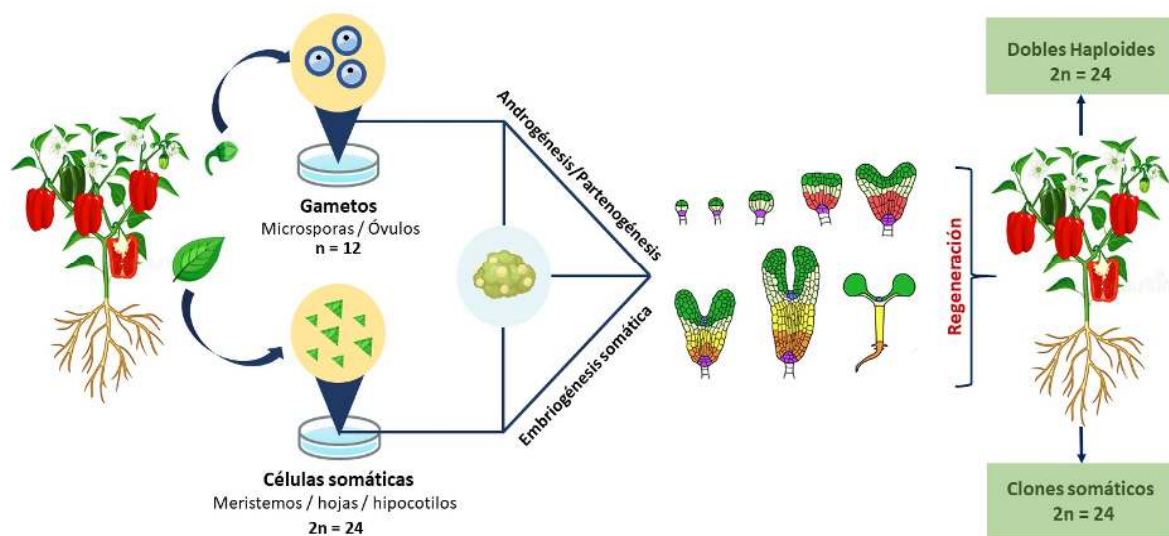 Gametos
Microsporas / Óvulos
n = 12
Células somáticas
Meristemos / hojas / hipocotilos
2n = 24
Androgénesis/Partenogénesis
Embriogénesis somática
Regeneración
Dobles Haploides
2n = 24
Clones somáticos
2n = 24